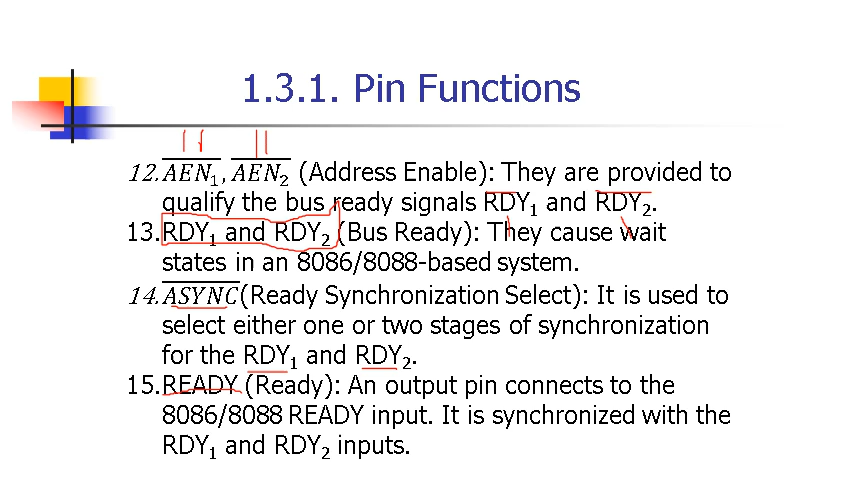 1.3.1. Pin Functions
12. A̅E̅N̅₁, A̅E̅N̅₂ (Address Enable): They are provided to
qualify the bus ready signals RDY₁ and RDY₂.
13. RDY₁ and RDY₂ (Bus Ready): They cause wait
states in an 8086/8088-based system.
14. A̅S̅Y̅N̅C̅(Ready Synchronization Select): It is used to
select either one or two stages of synchronization
for the RDY₁ and RDY₂.
15. READY (Ready): An output pin connects to the
8086/8088 READY input. It is synchronized with the
RDY₁ and RDY₂ inputs.